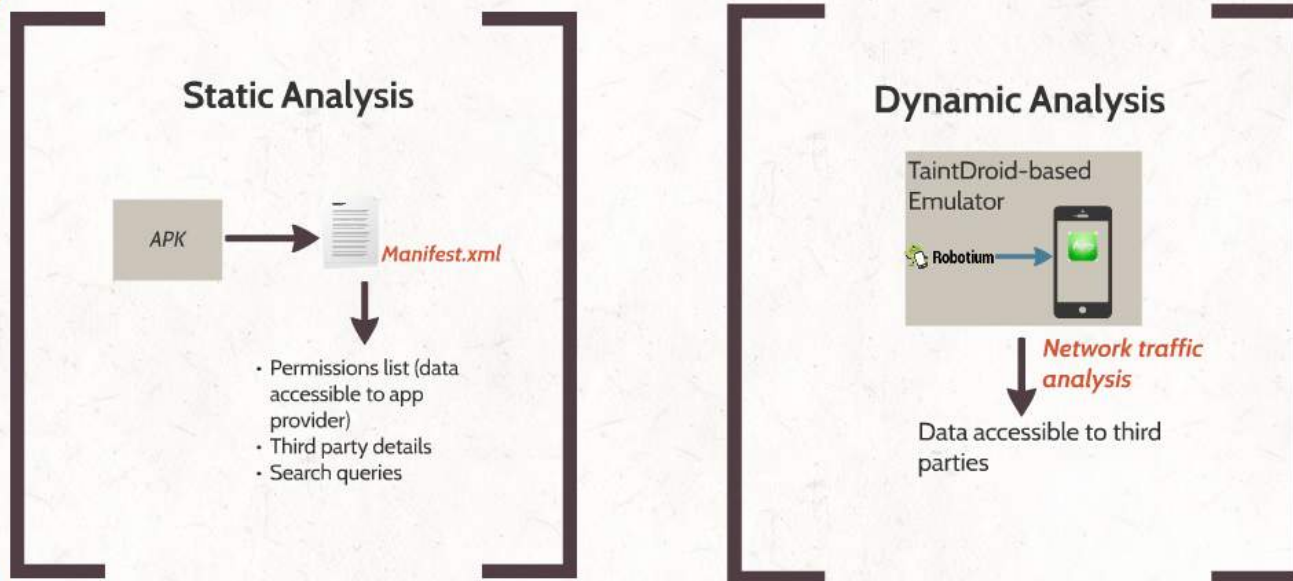 Static Analysis
APK
Manifest.xml
• Permissions list (data
accessible to app
provider)
• Third party details
• Search queries
Dynamic Analysis
TaintDroid-based
Emulator
Robotium
Network traffic
analysis
Data accessible to third
parties